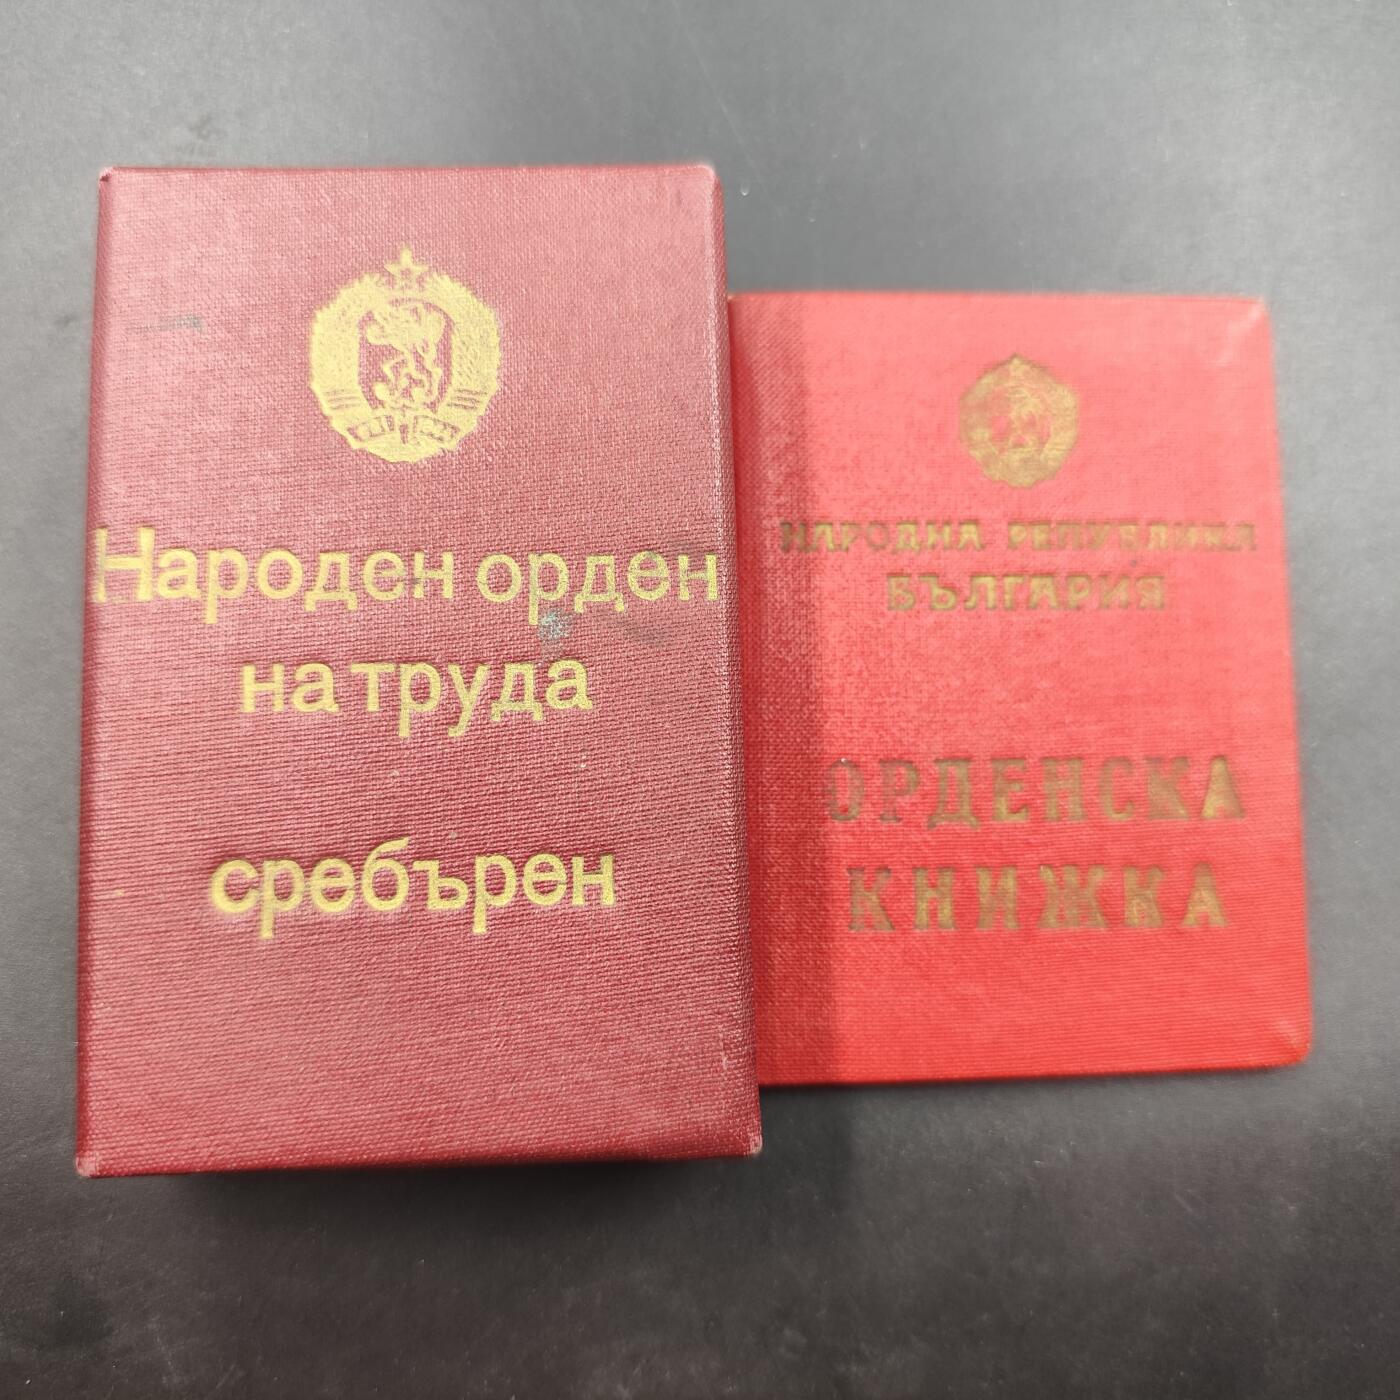 Народен орден
на труда
сребърен
НАРОДНА РЕПУБЛИКА
БЪЛГАРИЯ
ОРДЕНСКА
КНИЖКА